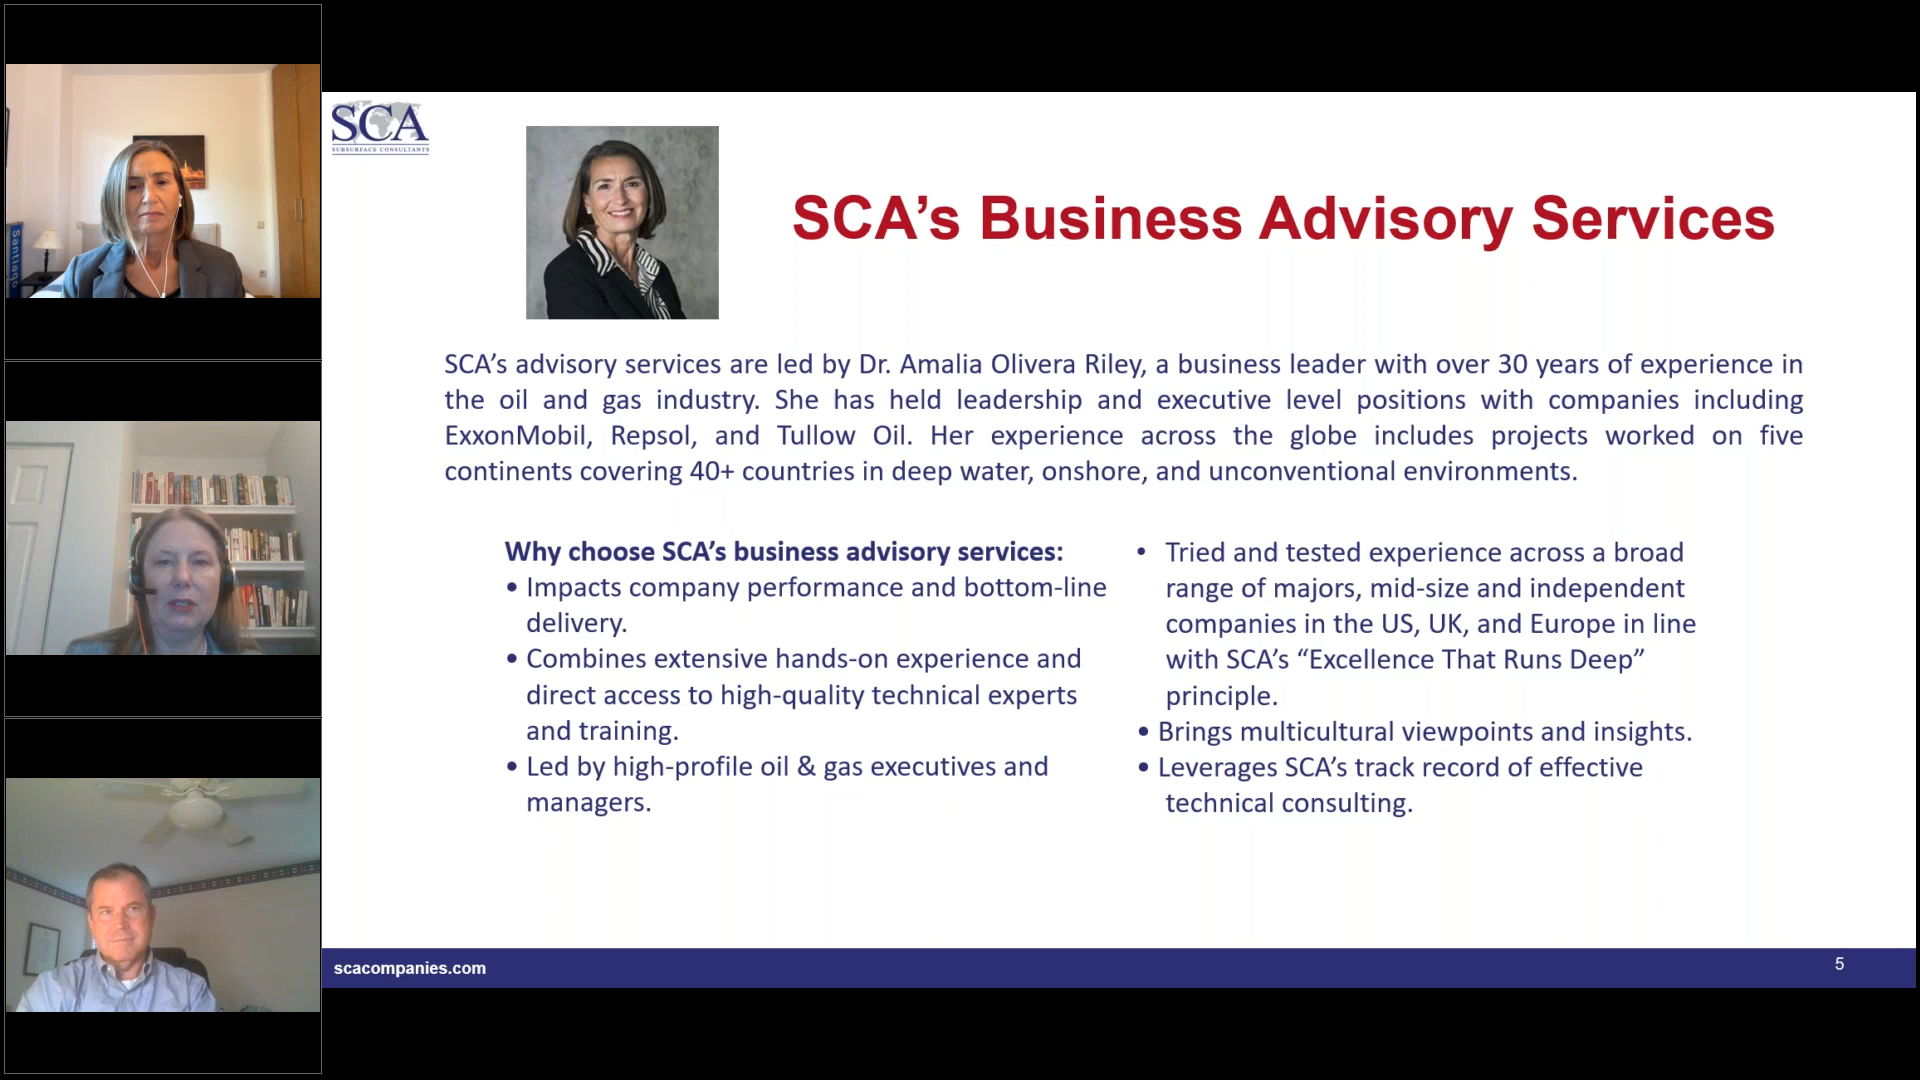 Santiago
SCA
SUBSURFACE CONSULTANTS
SCA’s Business Advisory Services
SCA’s advisory services are led by Dr. Amalia Olivera Riley, a business leader with over 30 years of experience in
the oil and gas industry. She has held leadership and executive level positions with companies including
ExxonMobil, Repsol, and Tullow Oil. Her experience across the globe includes projects worked on five
continents covering 40+ countries in deep water, onshore, and unconventional environments.
Why choose SCA’s business advisory services:
• Impacts company performance and bottom-line
delivery.
• Combines extensive hands-on experience and
direct access to high-quality technical experts
and training.
• Led by high-profile oil & gas executives and
managers.
• Tried and tested experience across a broad
range of majors, mid-size and independent
companies in the US, UK, and Europe in line
with SCA’s “Excellence That Runs Deep”
principle.
• Brings multicultural viewpoints and insights.
• Leverages SCA’s track record of effective
technical consulting.
scacompanies.com
5